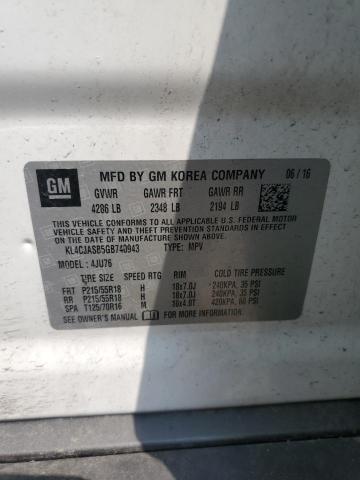 GM
MFD BY GM KOREA COMPANY 06/16
GVWR GAWR FRT GAWR RR
4286 LB 2348 LB 2194 LB
THIS VEHICLE CONFORMS TO ALL APPLICABLE U.S. FEDERAL MOTOR
VEHICLE SAFETY, BUMPER, AND THEFT PREVENTION STANDARDS IN EFFECT ON
THE DATE OF MANUFACTURE SHOWN ABOVE.
KL4CJASB5GB740943 TYPE: MPV
MODEL: 4JU76
TIRE SIZE SPEED RTG RIM COLD TIRE PRESSURE
FRT P215/55R18 H 18x7.0J 240KPA, 35 PSI
RR P215/55R18 H 18x7.0J 240KPA, 35 PSI
SPA T125/70R16 M 16x4.0T 420KPA, 60 PSI
SEE OWNER'S MANUAL FOR ADDITIONAL INFORMATION